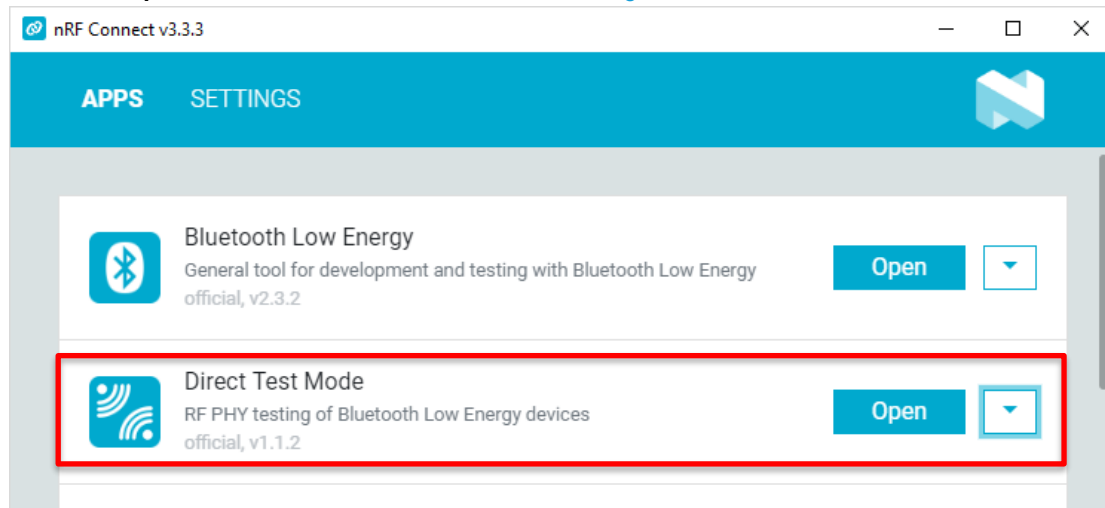 nRF Connect v3.3.3
APPS SETTINGS
Bluetooth Low Energy
General tool for development and testing with Bluetooth Low Energy
official, v2.3.2
Open
Direct Test Mode
RF PHY testing of Bluetooth Low Energy devices
official, v1.1.2
Open